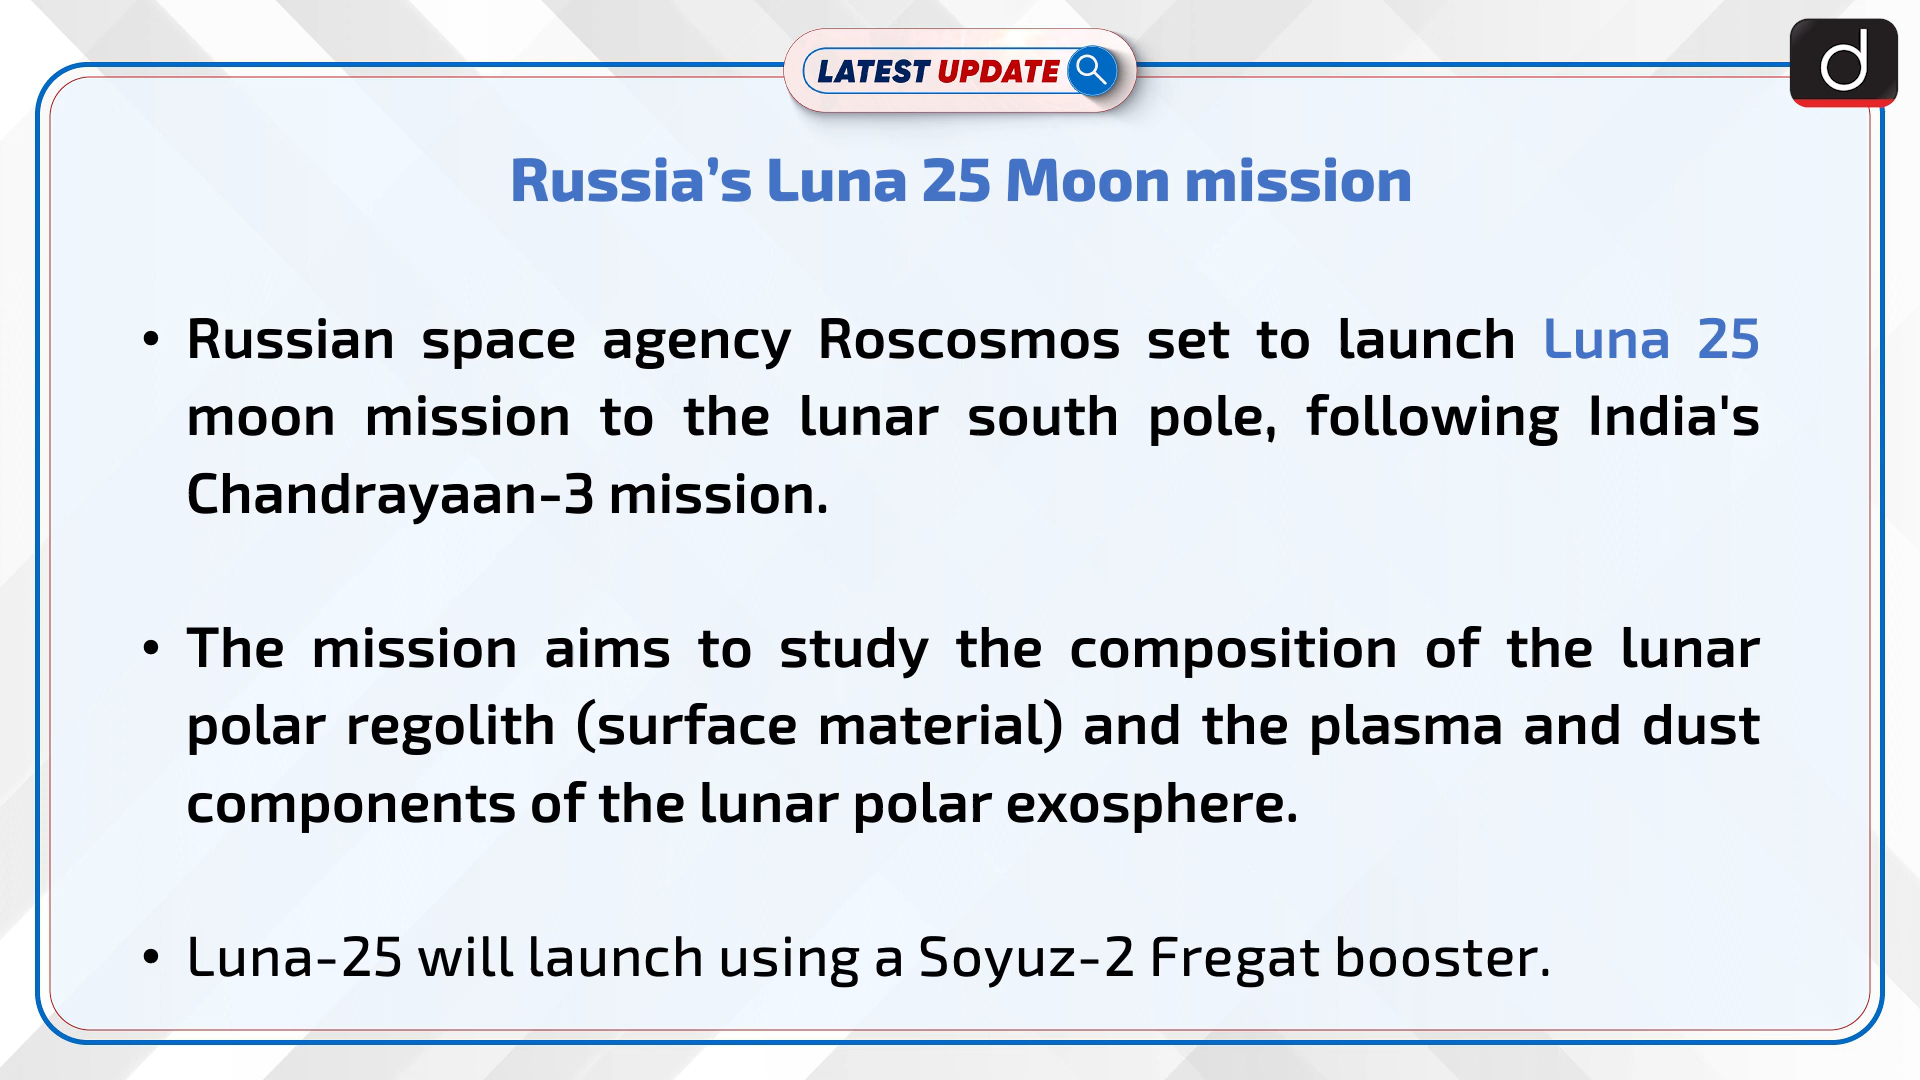 LATEST UPDATE
d
Russia’s Luna 25 Moon mission
• Russian space agency Roscosmos set to launch Luna 25
moon mission to the lunar south pole, following India's
Chandrayaan-3 mission.
• The mission aims to study the composition of the lunar
polar regolith (surface material) and the plasma and dust
components of the lunar polar exosphere.
• Luna-25 will launch using a Soyuz-2 Fregat booster.